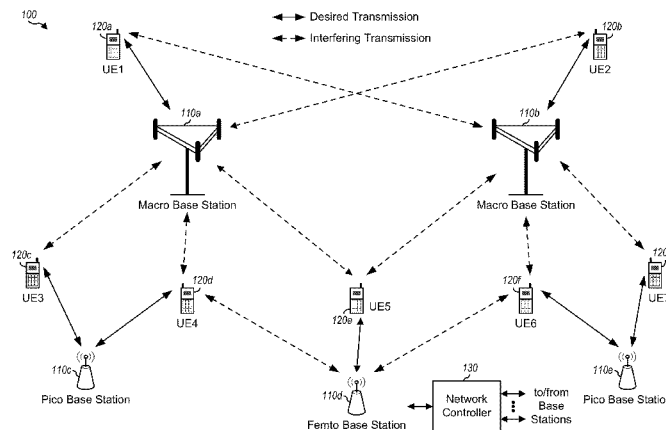 100
Desired Transmission
Interfering Transmission
120a
UE1
120b
UE2
110a
110b
Macro Base Station
Macro Base Station
120c
UE3
120d
UE4
UE5
120e
120f
UE6
120
UE7
110c
Pico Base Station
110d
Femto Base Station
130
Network
Controller
to/from
Base
Stations
110e
Pico Base Station